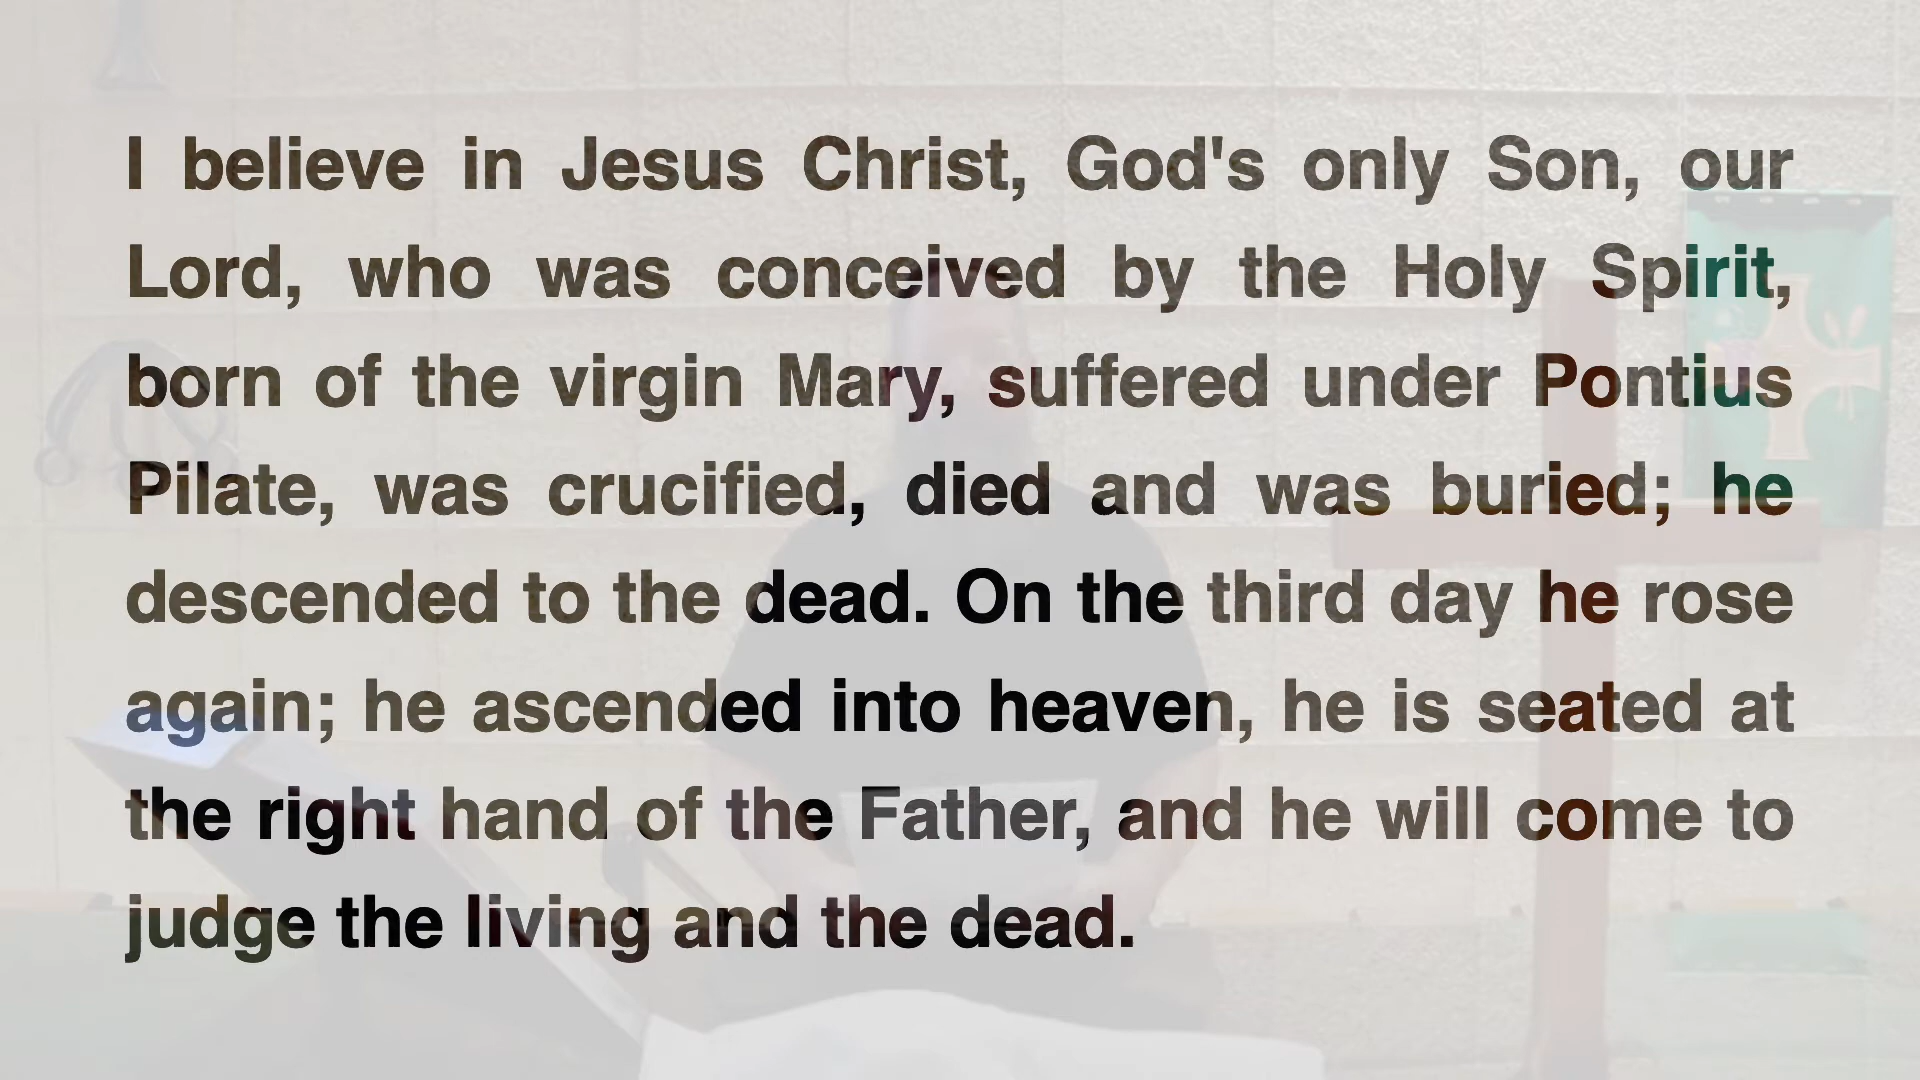 I believe in Jesus Christ, God's only Son, our
Lord, who was conceived by the Holy Spirit,
born of the virgin Mary, suffered under Pontius
Pilate, was crucified, died and was buried; he
descended to the dead. On the third day he rose
again; he ascended into heaven, he is seated at
the right hand of the Father, and he will come to
judge the living and the dead.